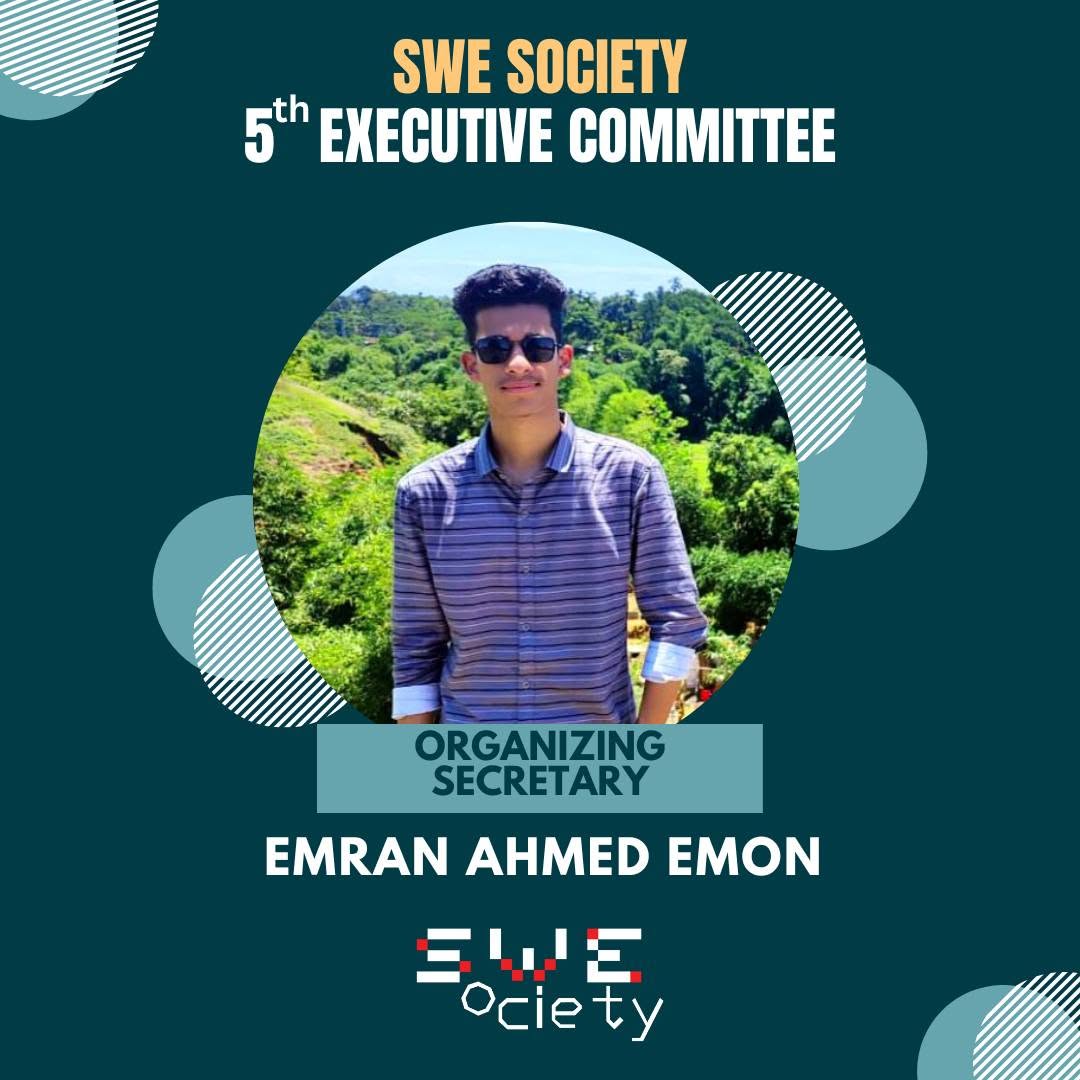 SWE SOCIETY
5th EXECUTIVE COMMITTEE
ORGANIZING
SECRETARY
EMRAN AHMED EMON
SWE
Ociety